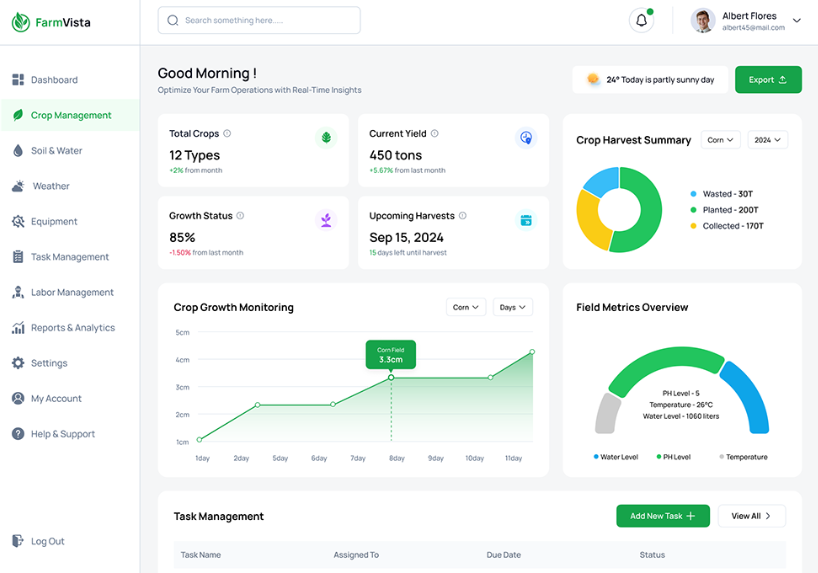 FarmVista
Search something here.....
Albert Flores
albert45@mail.com
Dashboard
Crop Management
Soil & Water
Weather
Equipment
Task Management
Labor Management
Reports & Analytics
Settings
My Account
Help & Support
Log Out
Good Morning !
Optimize Your Farm Operations with Real-Time Insights
24° Today is partly sunny day
Export
Total Crops
12 Types
+2% from month
Current Yield
450 tons
+5.67% from last month
Growth Status
85%
-1.50% from last month
Upcoming Harvests
Sep 15, 2024
15 days left until harvest
Crop Harvest Summary
Corn
2024
Wasted - 30T
Planted - 200T
Collected - 170T
Crop Growth Monitoring
Corn
Days
5cm
4cm
3cm
2cm
1cm
Corn Field
3.3cm
1day
2day
5day
6day
7day
8day
9day
10day
11day
Field Metrics Overview
PH Level - 5
Temperature - 26°C
Water Level - 1060 liters
Water Level
PH Level
Temperature
Task Management
Add New Task +
View All
Task Name
Assigned To
Due Date
Status